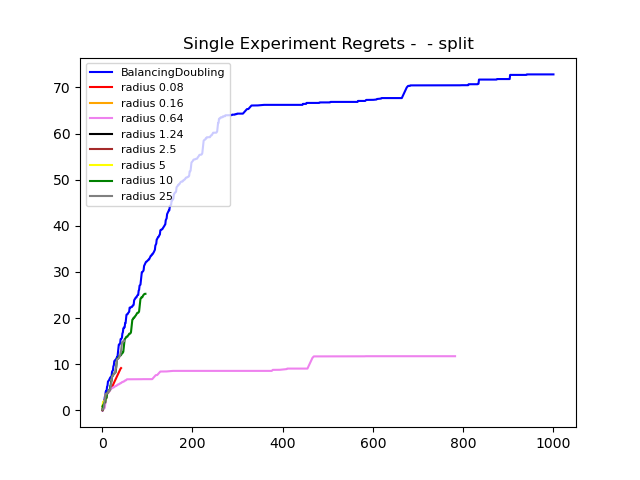 Single Experiment Regrets -  - split
BalancingDoubling
radius 0.08
radius 0.16
radius 0.64
radius 1.24
radius 2.5
radius 5
radius 10
radius 25
70
60
50
40
30
20
10
0
0 200 400 600 800 1000